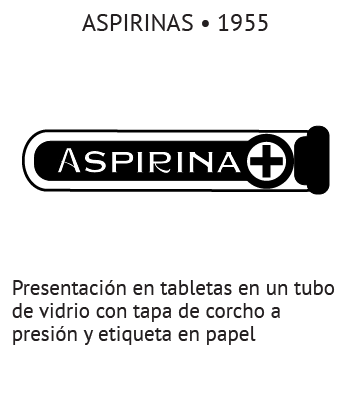 ASPIRINAS • 1955
ASPIRINA
Presentación en tabletas en un tubo
de vidrio con tapa de corcho a
presión y etiqueta en papel